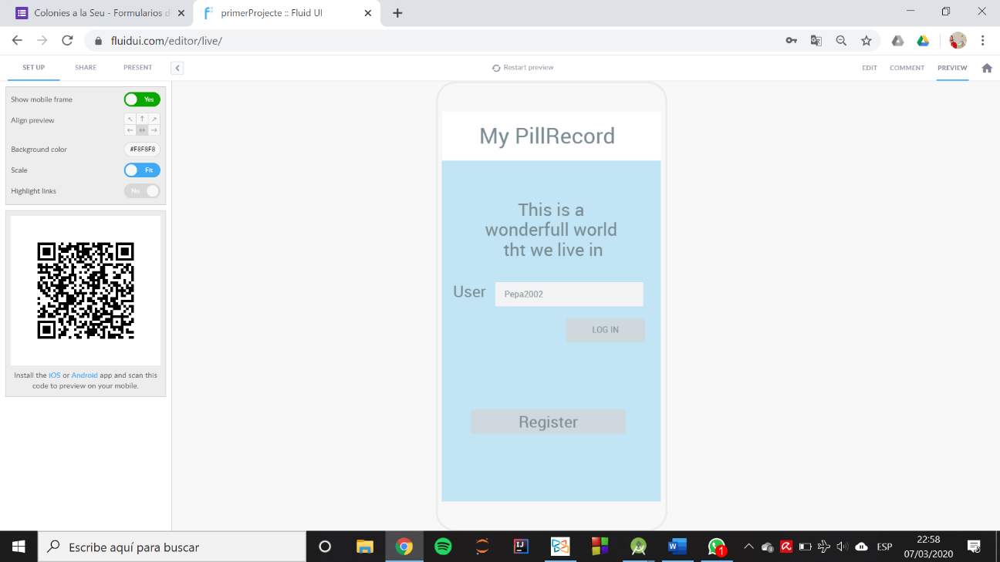 Colonies a la Seu - Formularios d
primerProjecte :: Fluid UI
fluidui.com/editor/live/
SET UP
SHARE
PRESENT
Restart preview
EDIT
COMMENT
PREVIEW
Show mobile frame
Yes
Align preview
Background color
#F8F8F8
Scale
Fit
Highlight links
No
Install the iOS or Android app and scan this
code to preview on your mobile.
My PillRecord
This is a
wonderfull world
tht we live in
User
Pepa2002
LOG IN
Register
Escribe aquí para buscar
IJ
W
1
ESP
22:58
07/03/2020